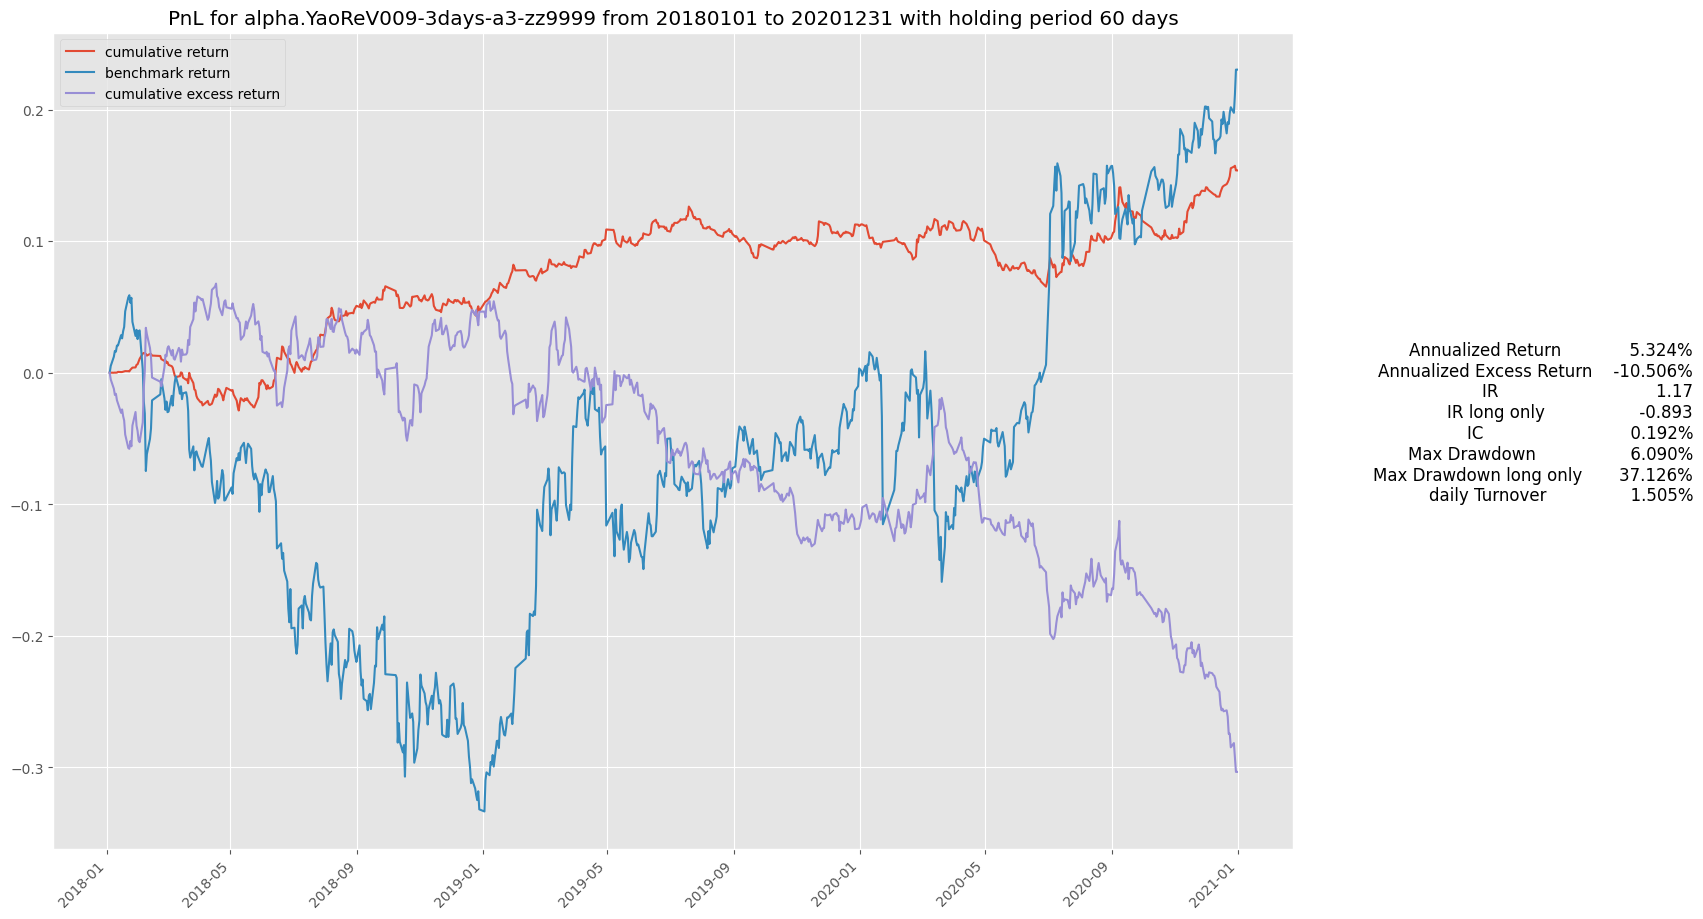 PnL for alpha.YaoReV009-3days-a3-zz9999 from 20180101 to 20201231 with holding period 60 days
cumulative return
benchmark return
cumulative excess return
0.2
0.1
0.0
−0.1
−0.2
−0.3
2018-01
2018-05
2018-09
2019-01
2019-05
2019-09
2020-01
2020-05
2020-09
2021-01
Annualized Return 5.324%
Annualized Excess Return -10.506%
IR 1.17
IR long only -0.893
IC 0.192%
Max Drawdown 6.090%
Max Drawdown long only 37.126%
daily Turnover 1.505%